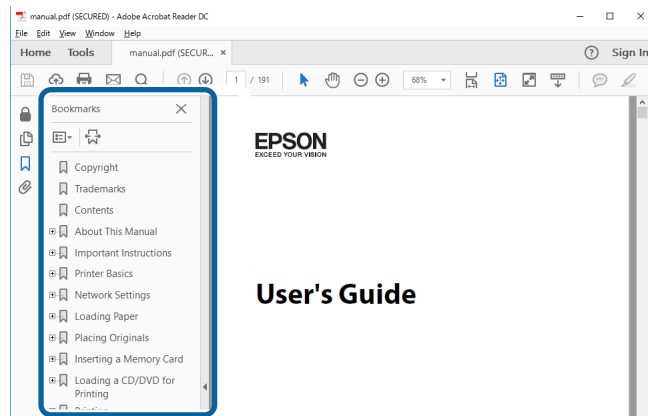 manual.pdf (SECURED) - Adobe Acrobat Reader DC
File Edit View Window Help
Home Tools manual.pdf (SECUR... × ? Sign In
1 / 191 68%
Bookmarks
Copyright
Trademarks
Contents
About This Manual
Important Instructions
Printer Basics
Network Settings
Loading Paper
Placing Originals
Inserting a Memory Card
Loading a CD/DVD for
Printing
EPSON
EXCEED YOUR VISION
User's Guide